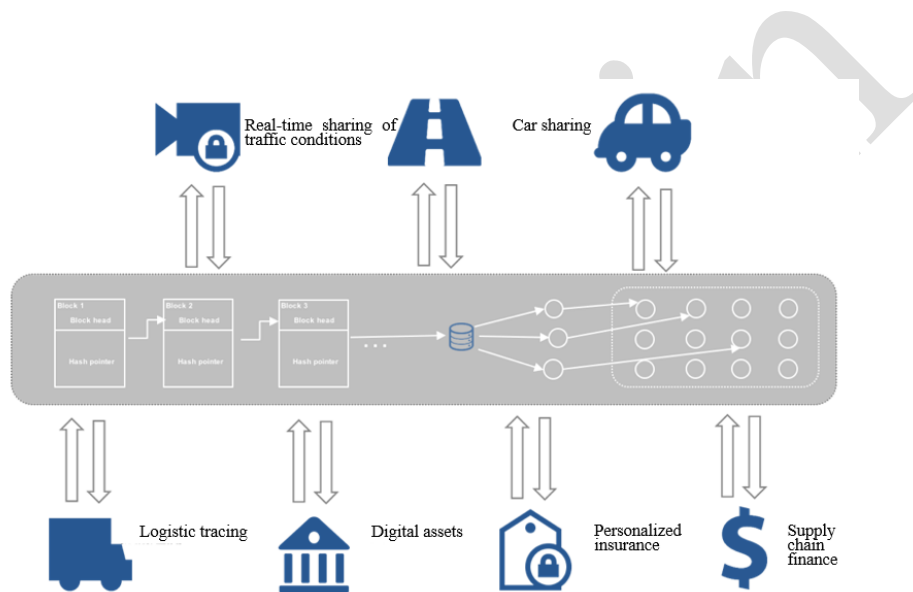 Real-time sharing of
traffic conditions
Car sharing
Block 1
Block head
Hash pointer
Block 2
Block head
Hash pointer
Block 3
Block head
Hash pointer
...
Logistic tracing
Digital assets
Personalized
insurance
Supply
chain
finance